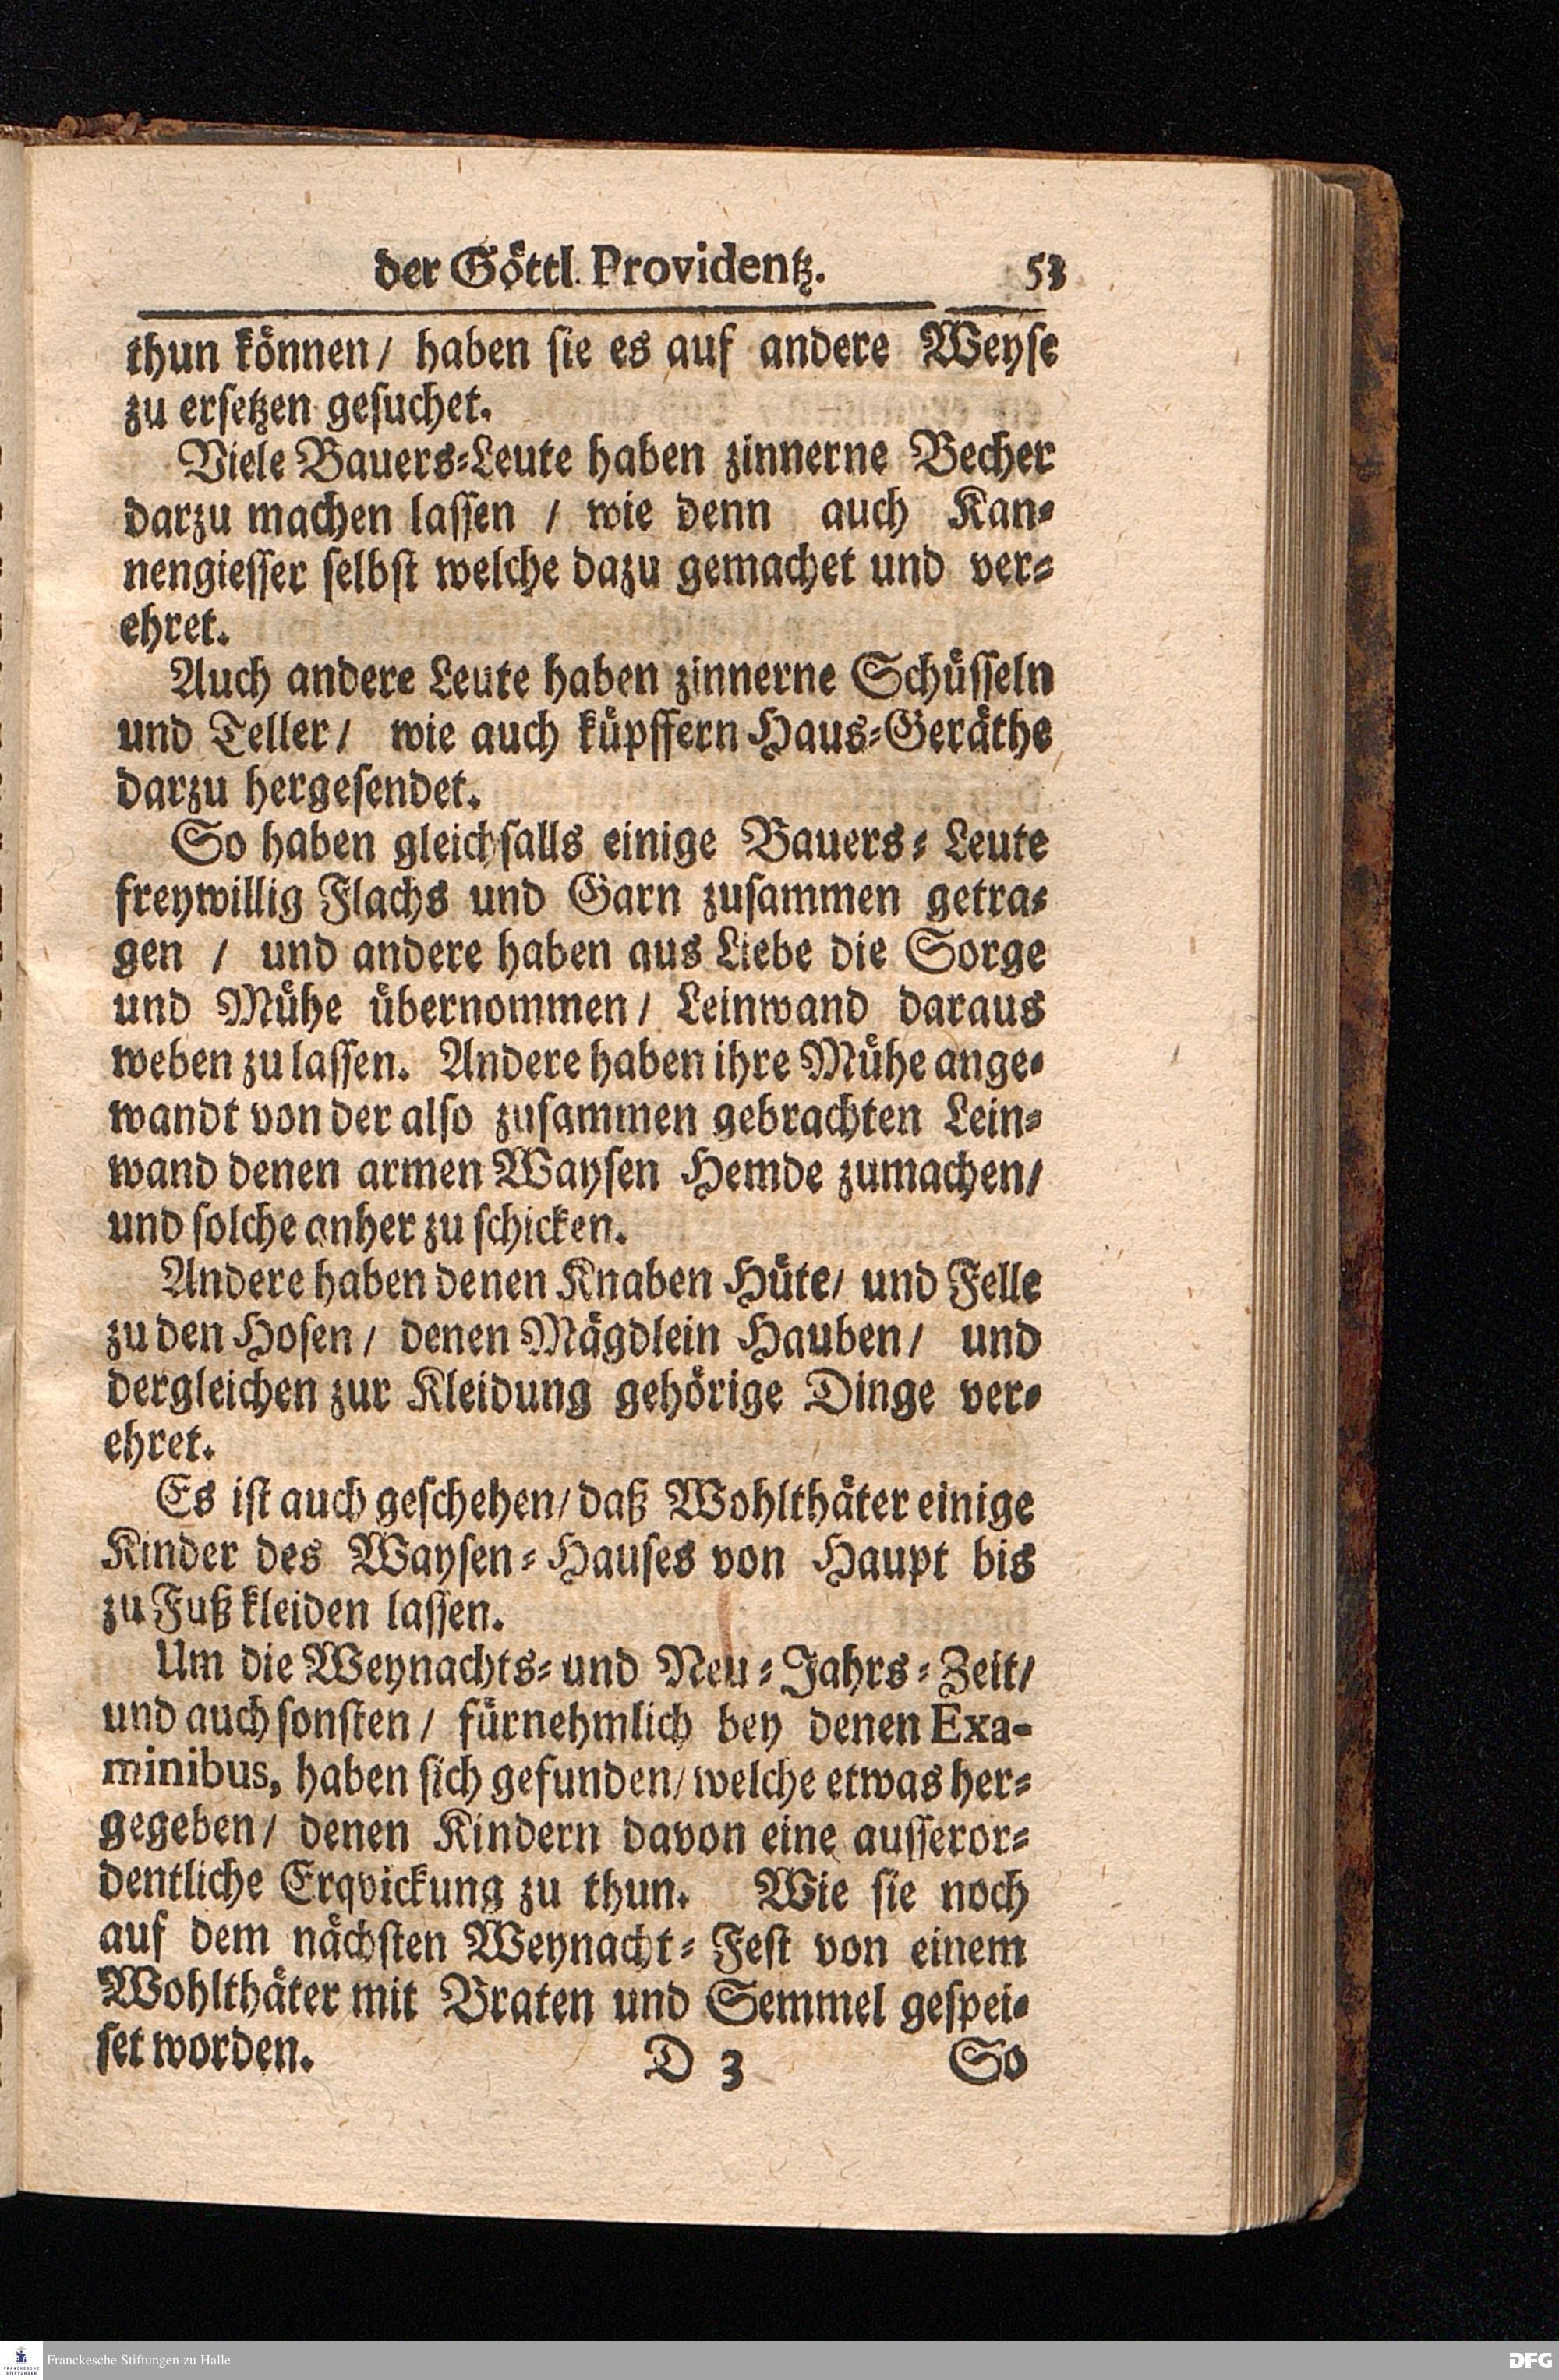 der Göttl. Providentz. 53
thun können/ haben sie es auf andere Weyse
zu ersetzen gesuchet.
Viele Bauers-Leute haben zinnerne Becher
darzu machen lassen / wie denn auch Kan-
nengiesser selbst welche dazu gemachet und ver-
ehret.
Auch andere Leute haben zinnerne Schüsseln
und Teller/ wie auch küpffern Haus-Geräthe
darzu hergesendet.
So haben gleichfalls einige Bauers-Leute
freywillig Flachs und Garn zusammen getra-
gen / und andere haben aus Liebe die Sorge
und Mühe übernommen/ Leinwand daraus
weben zu lassen. Andere haben ihre Mühe ange-
wandt von der also zusammen gebrachten Lein-
wand denen armen Waysen Hemde zumachen/
und solche anher zu schicken.
Andere haben denen Knaben Hüte/ und Felle
zu den Hosen/ denen Mägdlein Hauben/ und
dergleichen zur Kleidung gehörige Dinge ver-
ehret.
Es ist auch geschehen/ daß Wohlthäter einige
Kinder des Waysen-Hauses von Haupt bis
zu Fuß kleiden lassen.
Um die Weynachts- und Neu-Jahrs-Zeit/
und auch sonsten/ fürnehmlich bey denen Exa-
minibus, haben sich gefunden/ welche etwas her-
gegeben/ denen Kindern davon eine ausseror-
dentliche Erqvickung zu thun. Wie sie noch
auf dem nächsten Weynacht-Fest von einem
Wohlthäter mit Braten und Semmel gespei-
set worden. D 3 So
Franckesche Stiftungen zu Halle
DFG